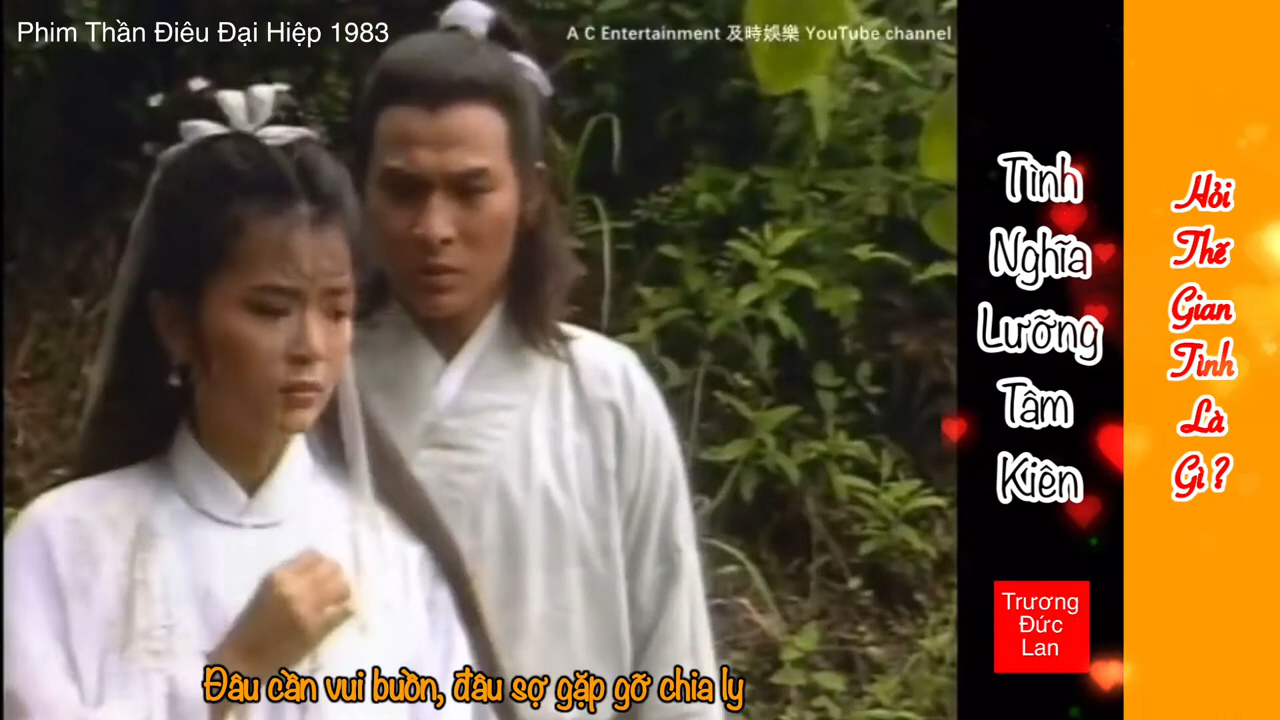 Phim Thần Điêu Đại Hiệp 1983
A C Entertainment 及時娛樂 YouTube channel
Tình
Nghĩa
Lưỡng
Tâm
Kiên
Trương
Đức
Lan
Hỏi
Thế
Gian
Tình
Là
Gì ?
Đâu cần vui buồn, đâu sợ gặp gỡ chia ly